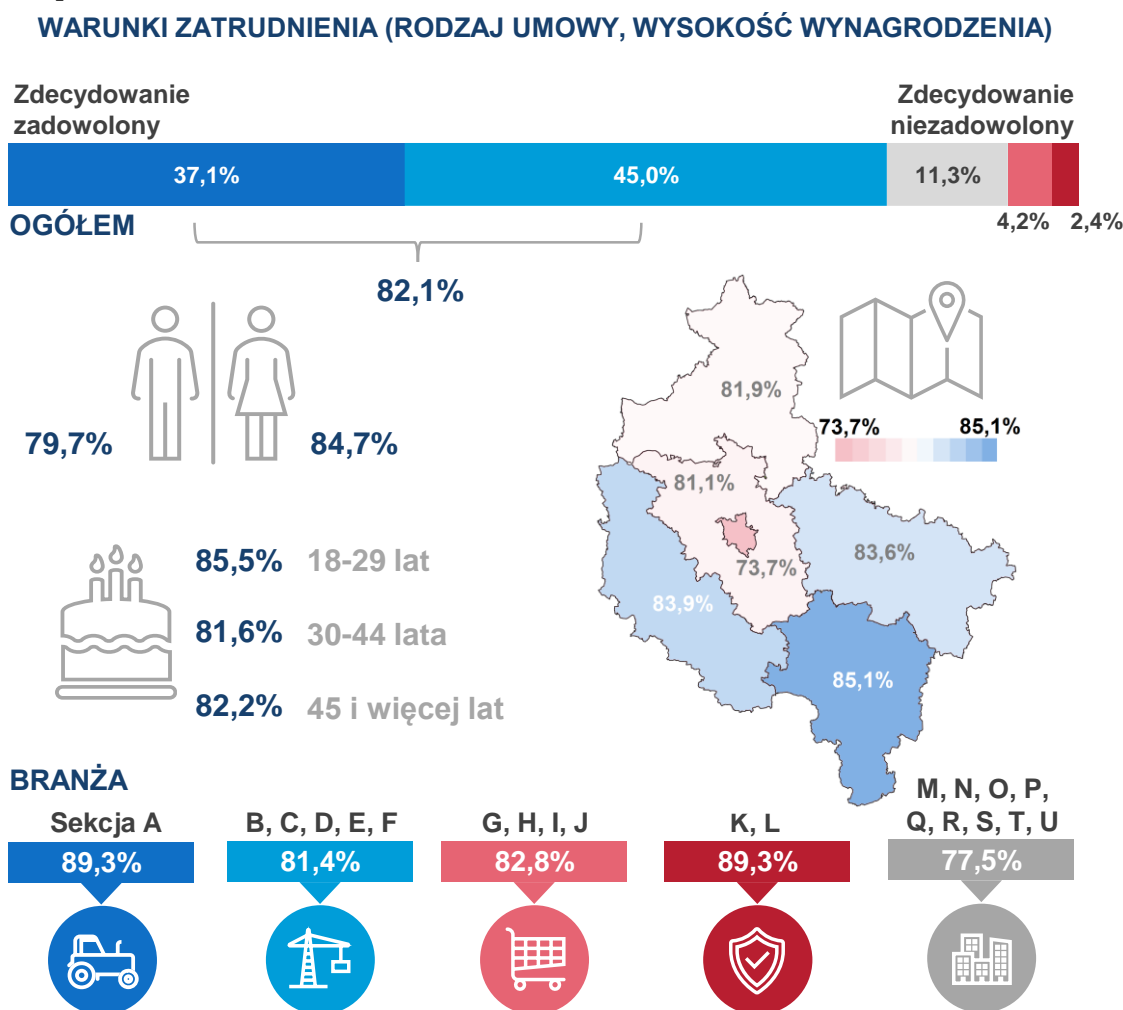 WARUNKI ZATRUDNIENIA (RODZAJ UMOWY, WYSOKOŚĆ WYNAGRODZENIA)
Zdecydowanie
zadowolony
Zdecydowanie
niezadowolony
37,1%
45,0%
11,3%
4,2%
2,4%
OGÓŁEM
82,1%
79,7%
84,7%
85,5% 18-29 lat
81,6% 30-44 lata
82,2% 45 i więcej lat
73,7%
85,1%
81,9%
81,1%
73,7%
83,6%
83,9%
85,1%
BRANŻA
Sekcja A
89,3%
B, C, D, E, F
81,4%
G, H, I, J
82,8%
K, L
89,3%
M, N, O, P,
Q, R, S, T, U
77,5%